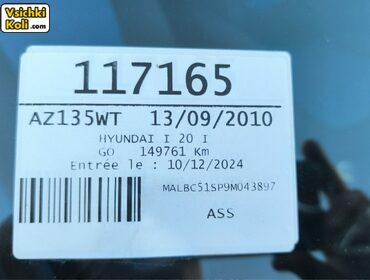 Vsichki
Koli.com
117165
AZ135WT 13/09/2010
HYUNDAI I 20 I
GO 149761 Km
Entrée le : 10/12/2024
MALBC51SP9M043897
ASS